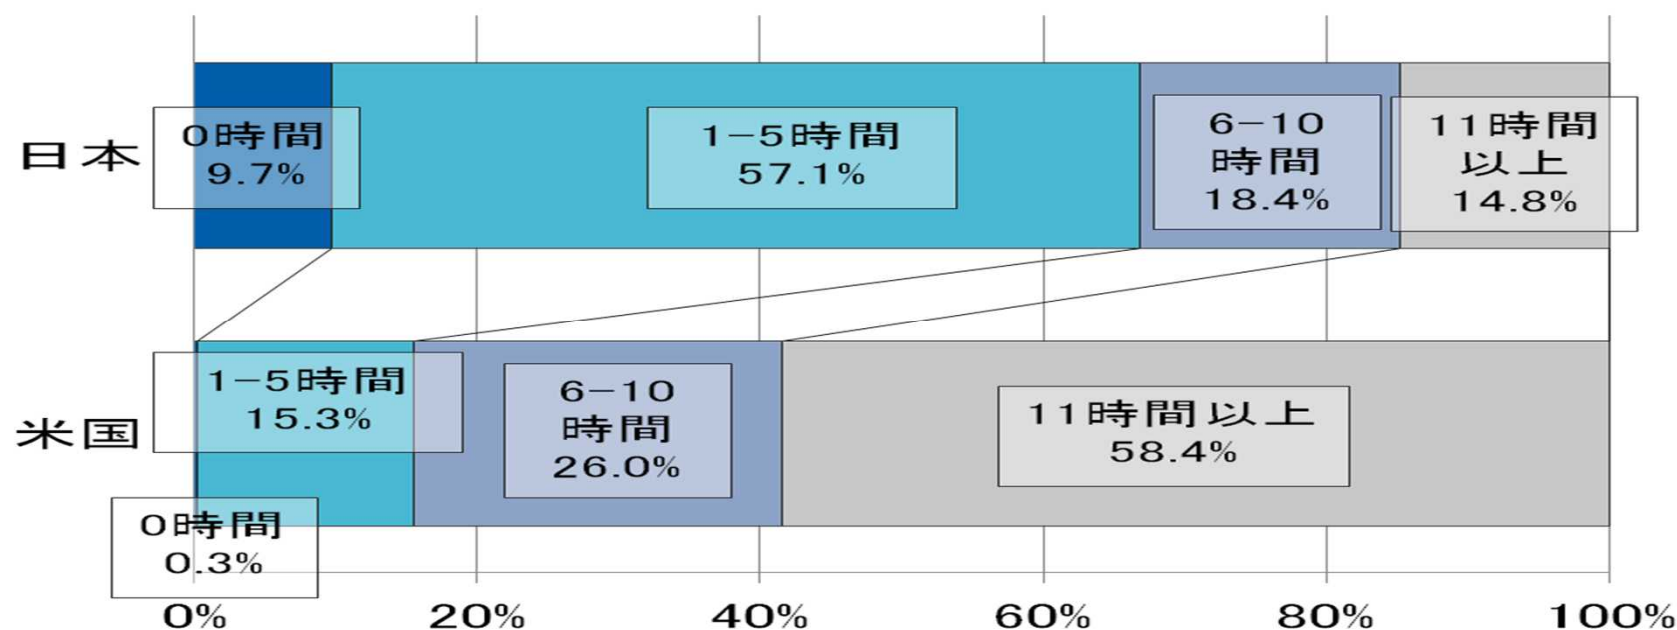 日本
0時間
9.7%
1-5時間
57.1%
6-10
時間
18.4%
11時間
以上
14.8%
米国
1-5時間
15.3%
6-10
時間
26.0%
11時間以上
58.4%
0時間
0.3%
0%
20%
40%
60%
80%
100%